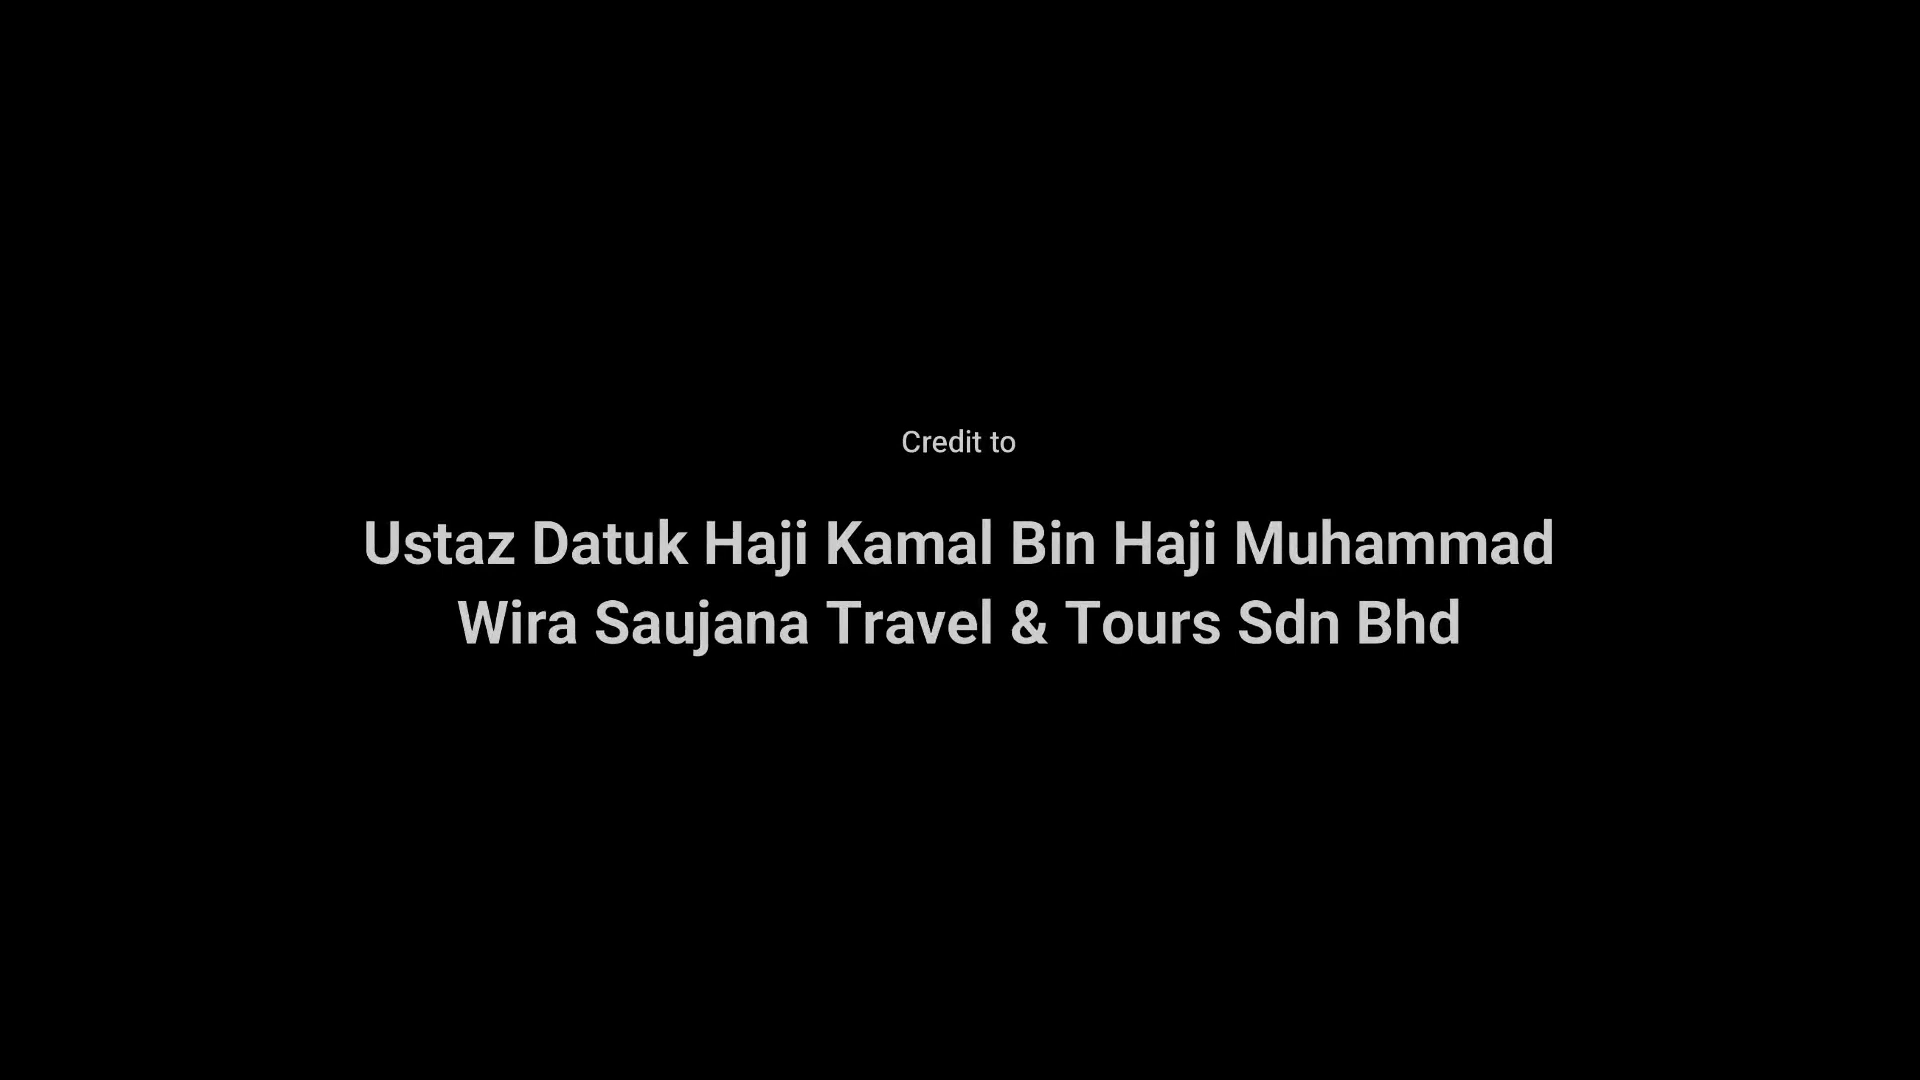 Credit to
Ustaz Datuk Haji Kamal Bin Haji Muhammad
Wira Saujana Travel & Tours Sdn Bhd